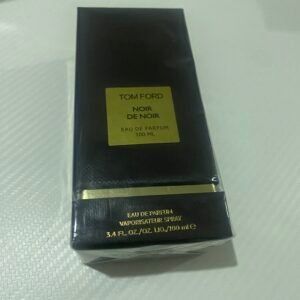 TOM FORD
NOIR
DE NOIR
EAU DE PARFUM
100 ML
EAU DE PARFUM
VAPORISATEUR SPRAY
3.4 FL.OZ./OZ. LIQ./100 ml e